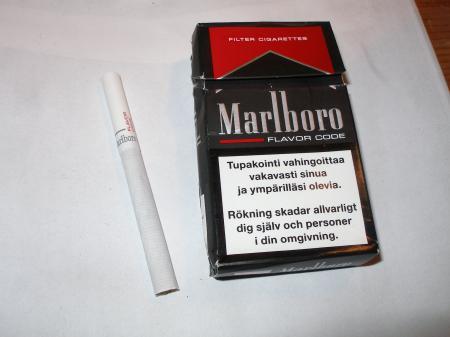 FILTER CIGARETTES
Marlboro
FLAVOR CODE
Tupakointi vahingoittaa
vakavasti sinua
ja ympärilläsi olevia.
Rökning skadar allvarligt
dig själv och personer
i din omgivning.
Marlboro